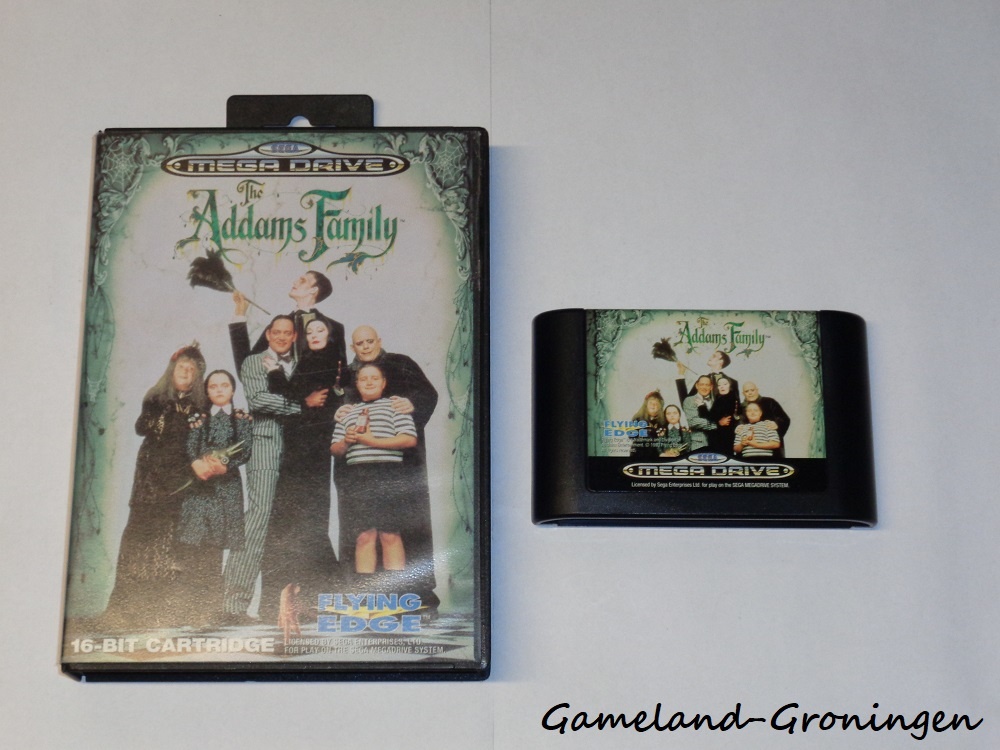 SEGA
MEGA DRIVE
The
Addams Family™
FLYING
EDGE
16-BIT CARTRIDGE
LICENSED BY SEGA ENTERPRISES, LTD.
FOR PLAY ON THE SEGA MEGADRIVE SYSTEM
The
Addams Family
FLYING
EDGE
SEGA
MEGA DRIVE
Licensed by Sega Enterprises Ltd. for play on the SEGA MEGADRIVE SYSTEM.
Gameland-Groningen